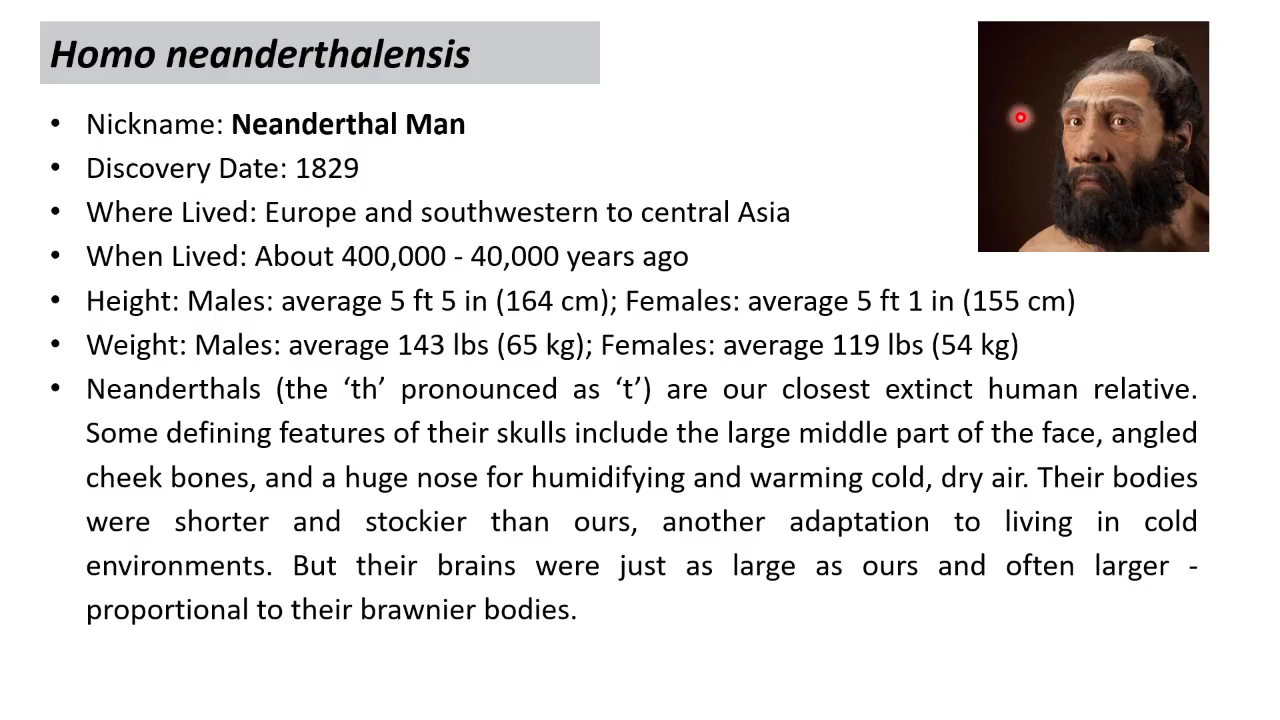 Homo neanderthalensis
• Nickname: Neanderthal Man
• Discovery Date: 1829
• Where Lived: Europe and southwestern to central Asia
• When Lived: About 400,000 - 40,000 years ago
• Height: Males: average 5 ft 5 in (164 cm); Females: average 5 ft 1 in (155 cm)
• Weight: Males: average 143 lbs (65 kg); Females: average 119 lbs (54 kg)
• Neanderthals (the ‘th’ pronounced as ‘t’) are our closest extinct human relative.
Some defining features of their skulls include the large middle part of the face, angled
cheek bones, and a huge nose for humidifying and warming cold, dry air. Their bodies
were shorter and stockier than ours, another adaptation to living in cold
environments. But their brains were just as large as ours and often larger -
proportional to their brawnier bodies.